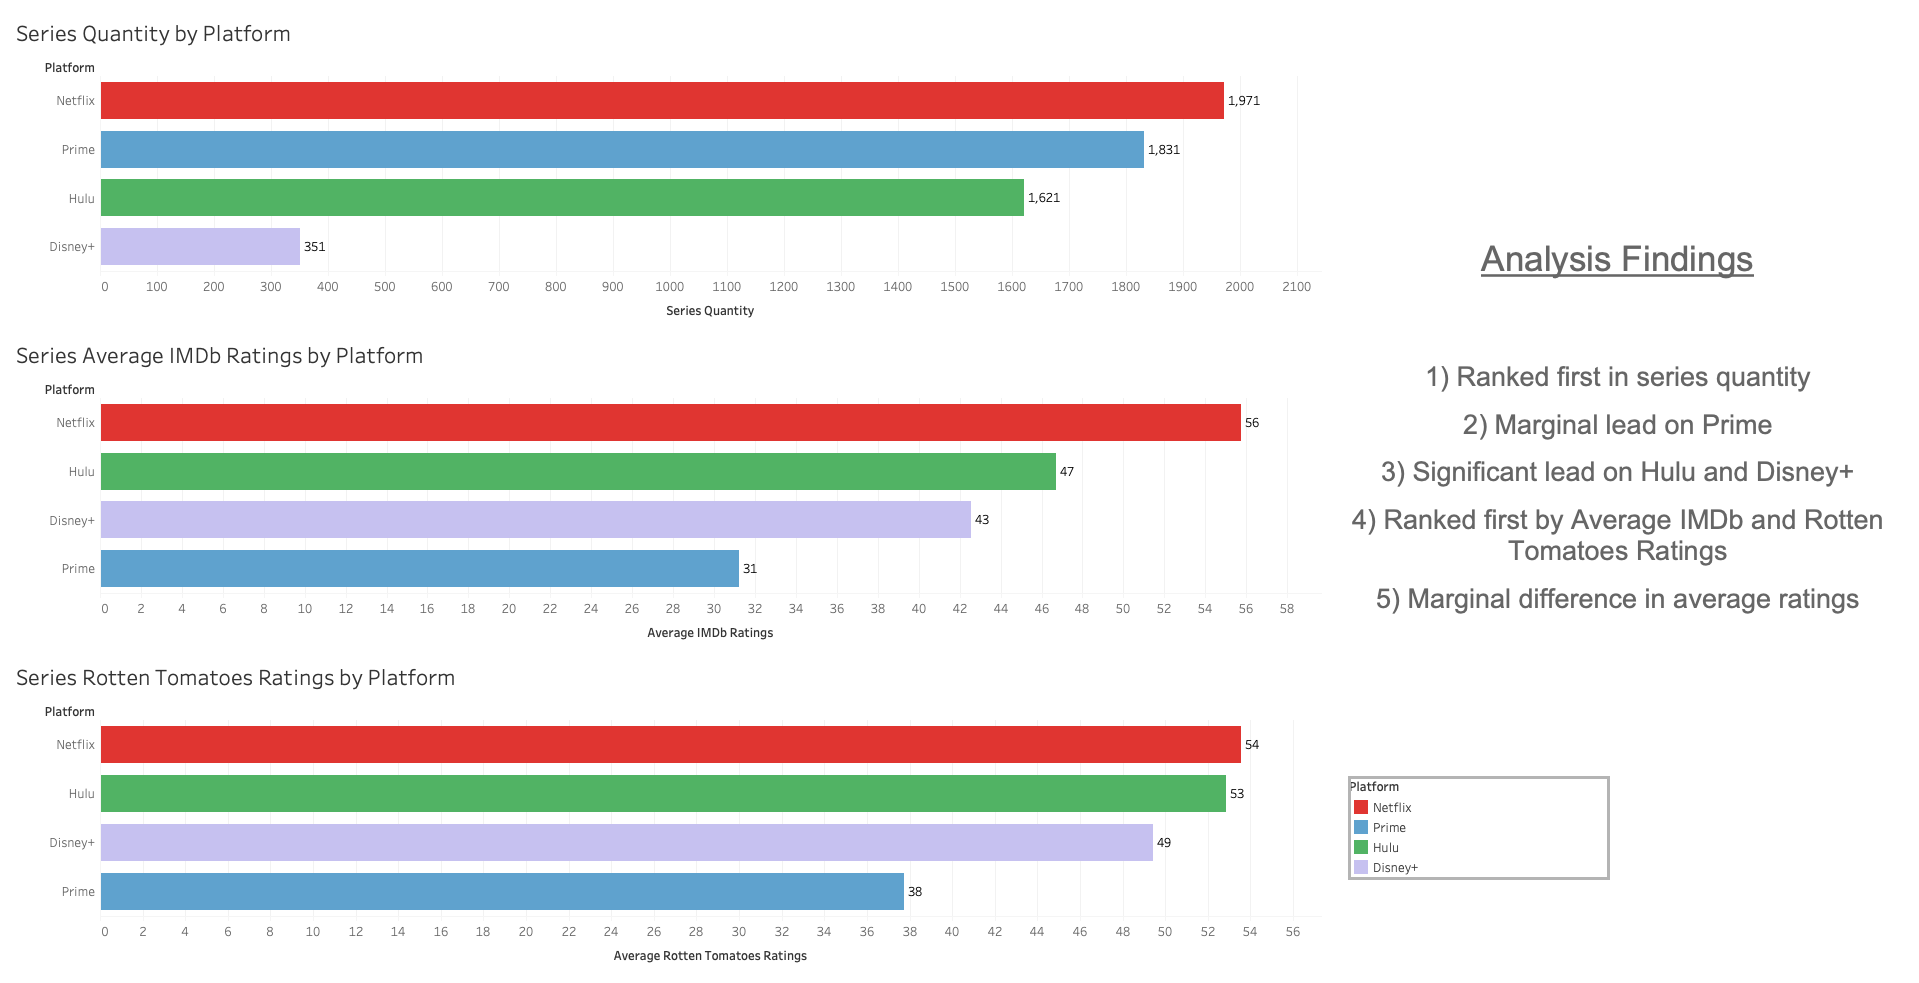 Series Quantity by Platform
Platform
Netflix
1,971
Prime
1,831
Hulu
1,621
Disney+
351
0 100 200 300 400 500 600 700 800 900 1000 1100 1200 1300 1400 1500 1600 1700 1800 1900 2000 2100
Series Quantity
Series Average IMDb Ratings by Platform
Platform
Netflix
56
Hulu
47
Disney+
43
Prime
31
0 2 4 6 8 10 12 14 16 18 20 22 24 26 28 30 32 34 36 38 40 42 44 46 48 50 52 54 56 58
Average IMDb Ratings
Series Rotten Tomatoes Ratings by Platform
Platform
Netflix
54
Hulu
53
Disney+
49
Prime
38
0 2 4 6 8 10 12 14 16 18 20 22 24 26 28 30 32 34 36 38 40 42 44 46 48 50 52 54 56
Average Rotten Tomatoes Ratings
Analysis Findings
1) Ranked first in series quantity
2) Marginal lead on Prime
3) Significant lead on Hulu and Disney+
4) Ranked first by Average IMDb and Rotten
Tomatoes Ratings
5) Marginal difference in average ratings
Platform
Netflix
Prime
Hulu
Disney+